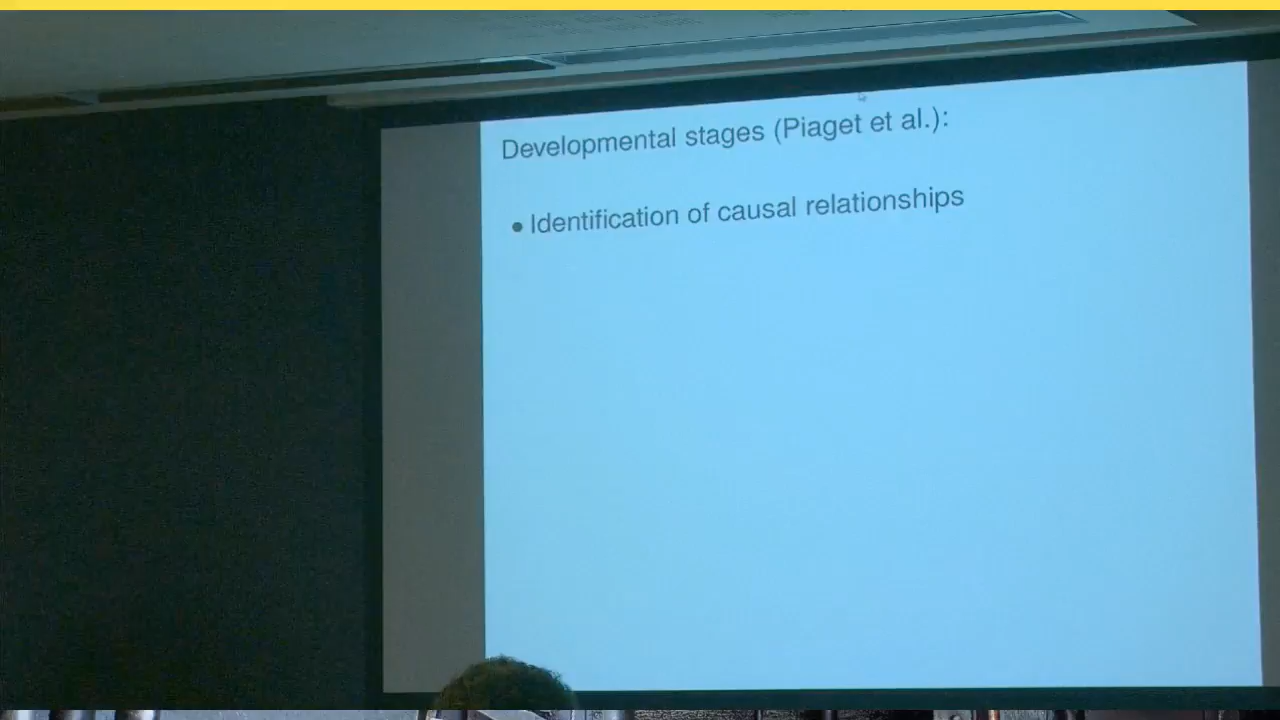 Developmental stages (Piaget et al.):
• Identification of causal relationships